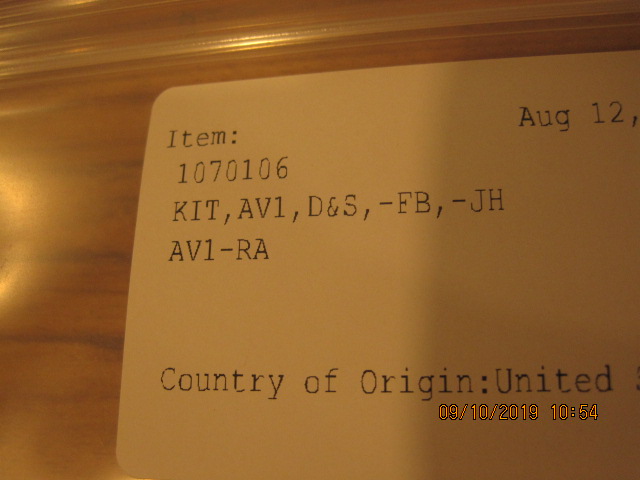 Aug 12,
Item:
1070106
KIT,AV1,D&S,-FB,-JH
AV1-RA
Country of Origin:United
09/10/2019 10:54